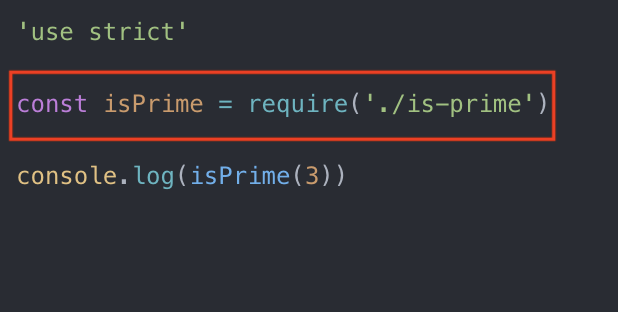 'use strict'
const isPrime = require('./is-prime')
console.log(isPrime(3))